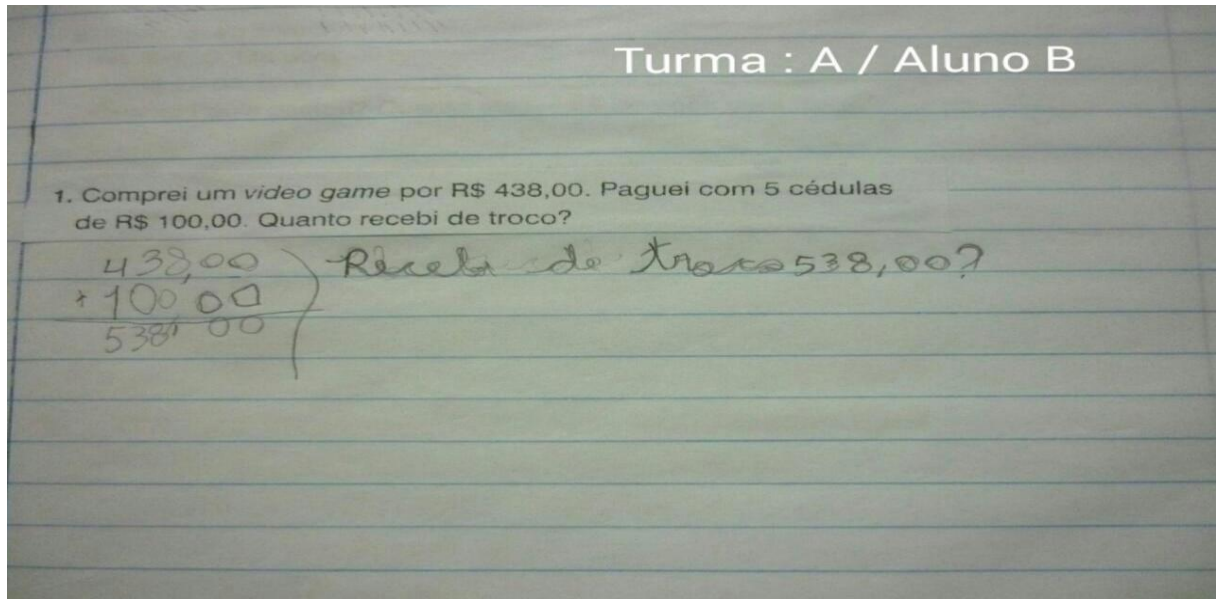 Turma : A / Aluno B
1. Comprei um video game por R$ 438,00. Paguei com 5 cédulas
de R$ 100,00. Quanto recebi de troco?
438,00 Recebi de troco 538,00?
+100,00
538,00